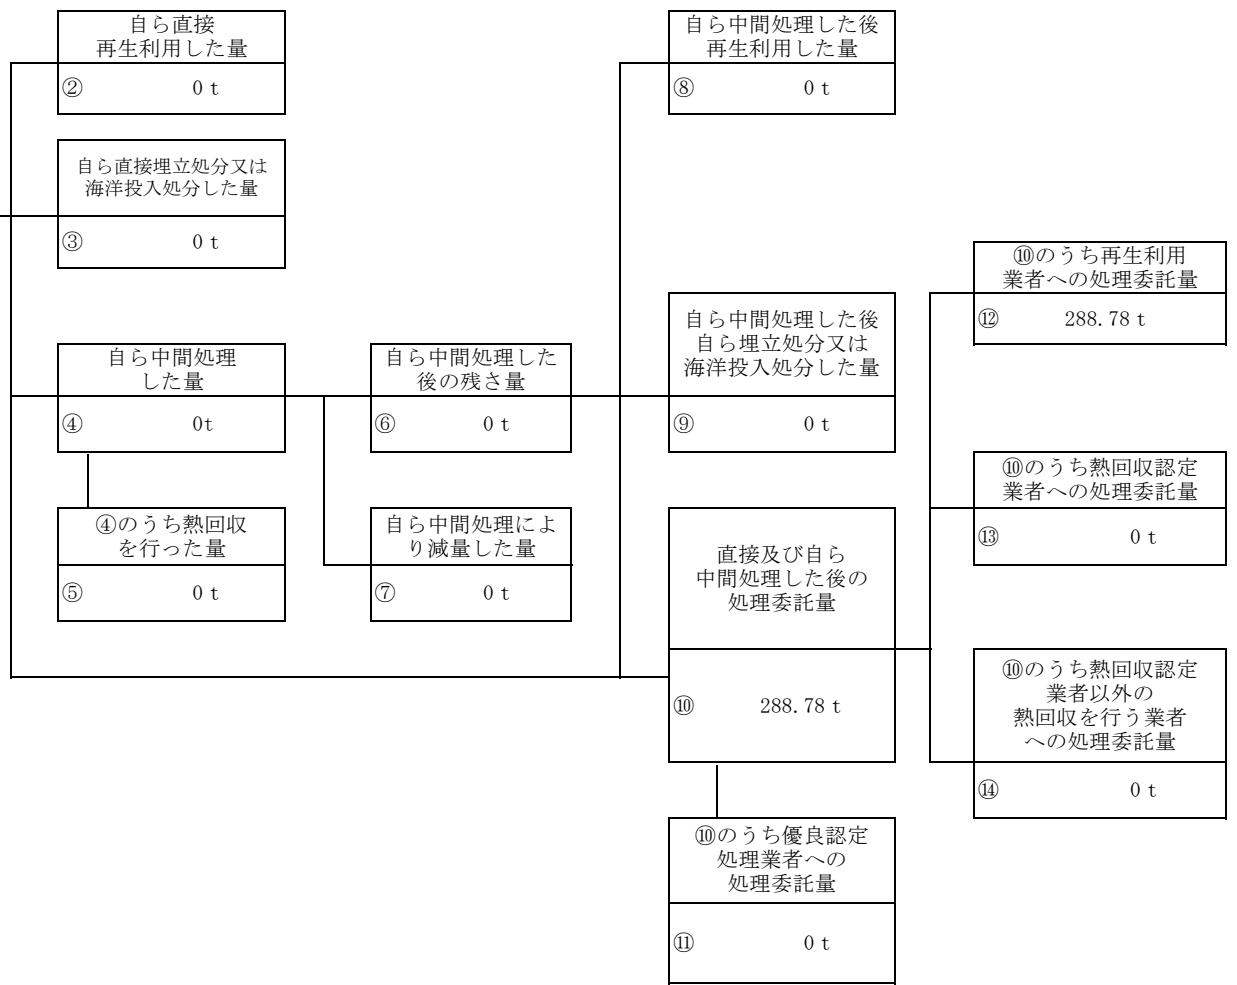 自ら直接
再生利用した量
② 0 t
自ら直接埋立処分又は
海洋投入処分した量
③ 0 t
自ら中間処理
した量
④ 0t
④のうち熱回収
を行った量
⑤ 0 t
自ら中間処理した
後の残さ量
⑥ 0 t
自ら中間処理によ
り減量した量
⑦ 0 t
自ら中間処理した後
再生利用した量
⑧ 0 t
自ら中間処理した後
自ら埋立処分又は
海洋投入処分した量
⑨ 0 t
直接及び自ら
中間処理した後の
処理委託量
⑩ 288.78 t
⑩のうち優良認定
処理業者への
処理委託量
⑪ 0 t
⑩のうち再生利用
業者への処理委託量
⑫ 288.78 t
⑩のうち熱回収認定
業者への処理委託量
⑬ 0 t
⑩のうち熱回収認定
業者以外の
熱回収を行う業者
への処理委託量
⑭ 0 t